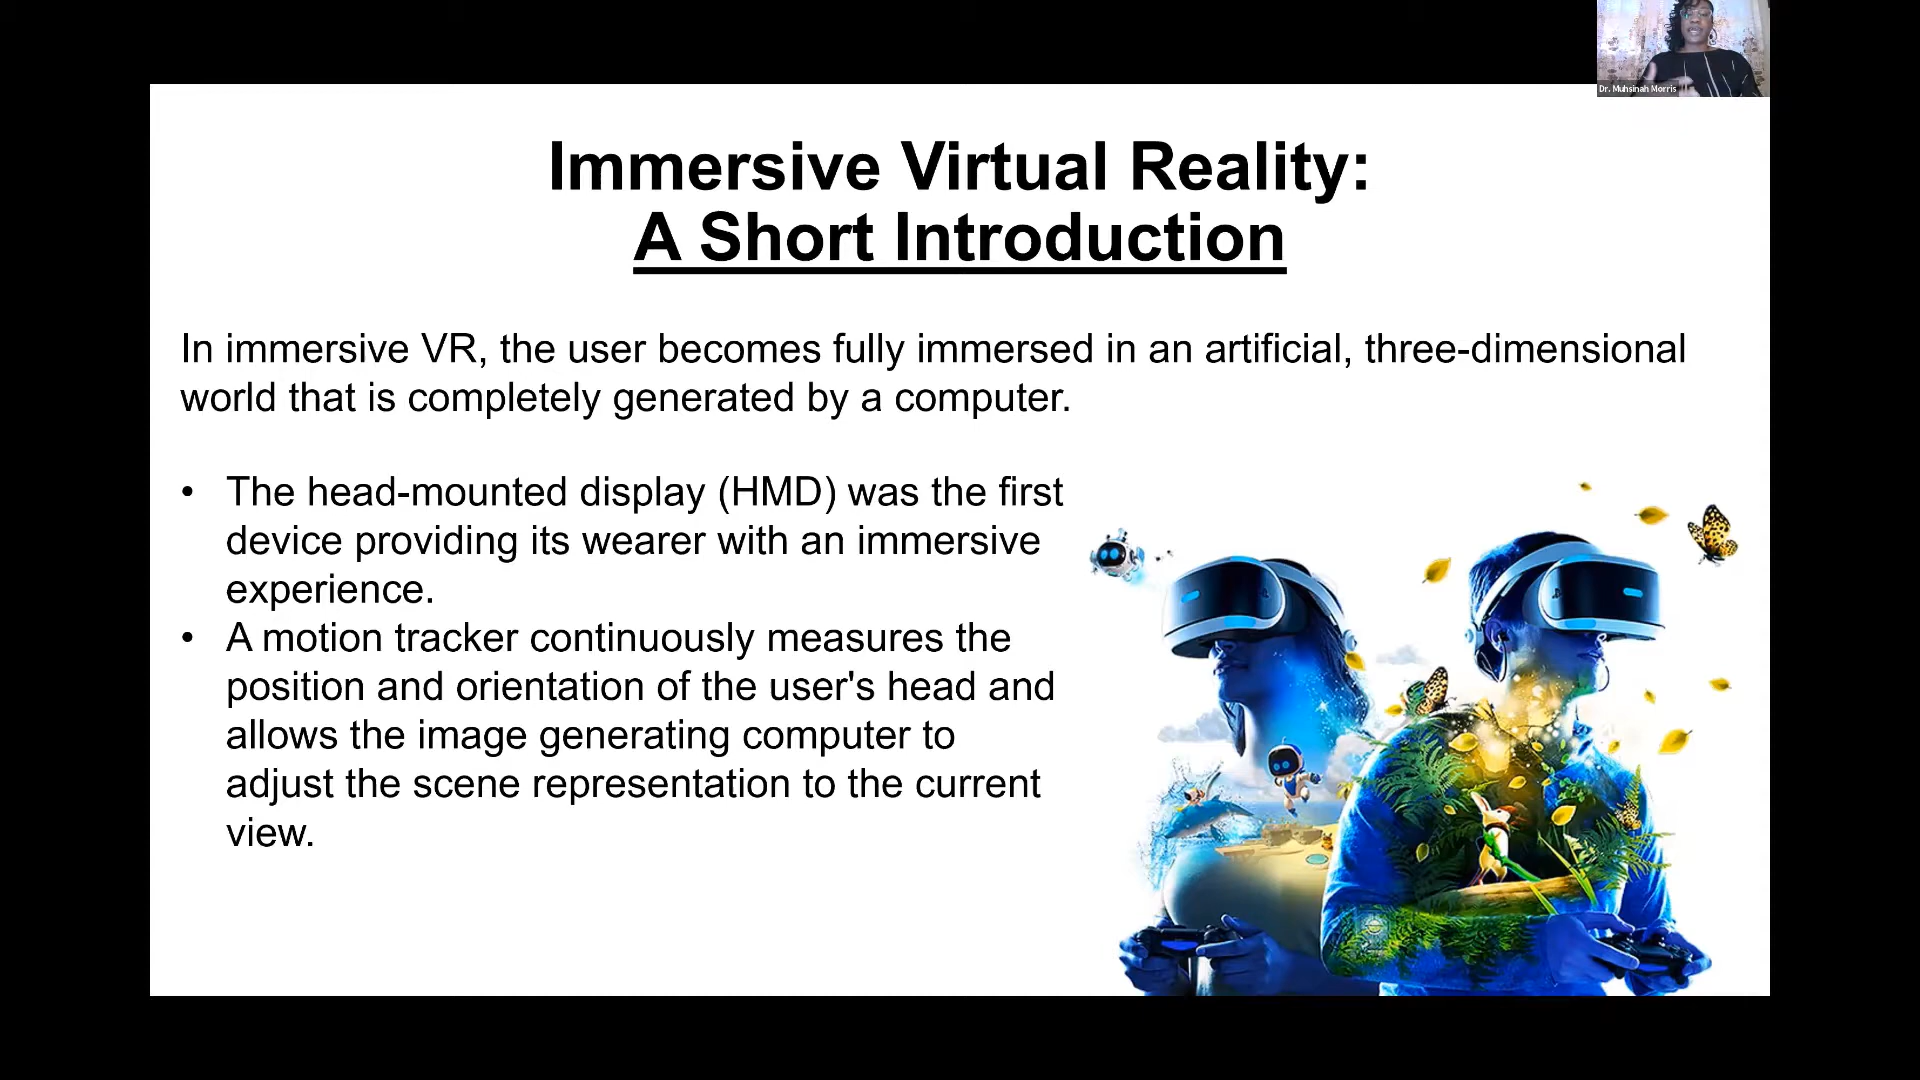 Dr. Muhsinah Morris
Immersive Virtual Reality:
A Short Introduction
In immersive VR, the user becomes fully immersed in an artificial, three-dimensional
world that is completely generated by a computer.
• The head-mounted display (HMD) was the first
device providing its wearer with an immersive
experience.
• A motion tracker continuously measures the
position and orientation of the user's head and
allows the image generating computer to
adjust the scene representation to the current
view.